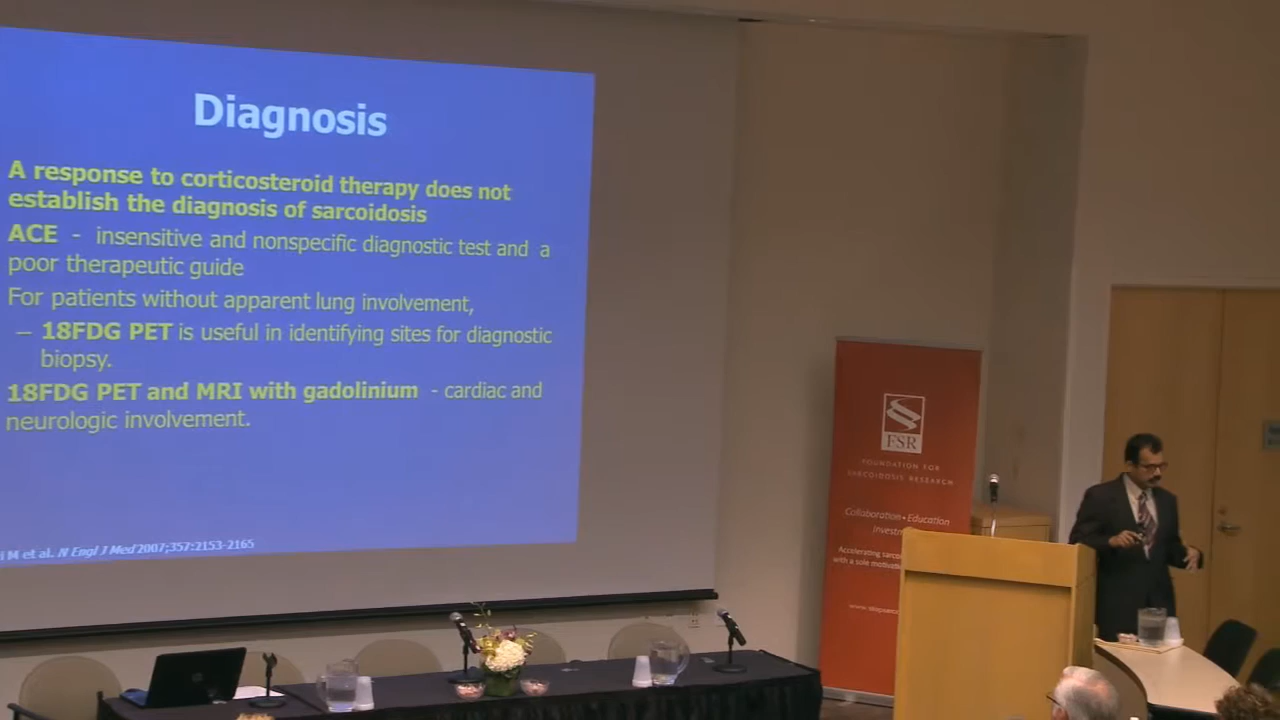 Diagnosis
A response to corticosteroid therapy does not
establish the diagnosis of sarcoidosis
ACE - insensitive and nonspecific diagnostic test and a
poor therapeutic guide
For patients without apparent lung involvement,
– 18FDG PET is useful in identifying sites for diagnostic
biopsy.
18FDG PET and MRI with gadolinium - cardiac and
neurologic involvement.
i M et al. N Engl J Med 2007;357:2153-2165
FSR
FOUNDATION FOR
SARCOIDOSIS RESEARCH
Collaboration • Education
Accelerating
with a sole